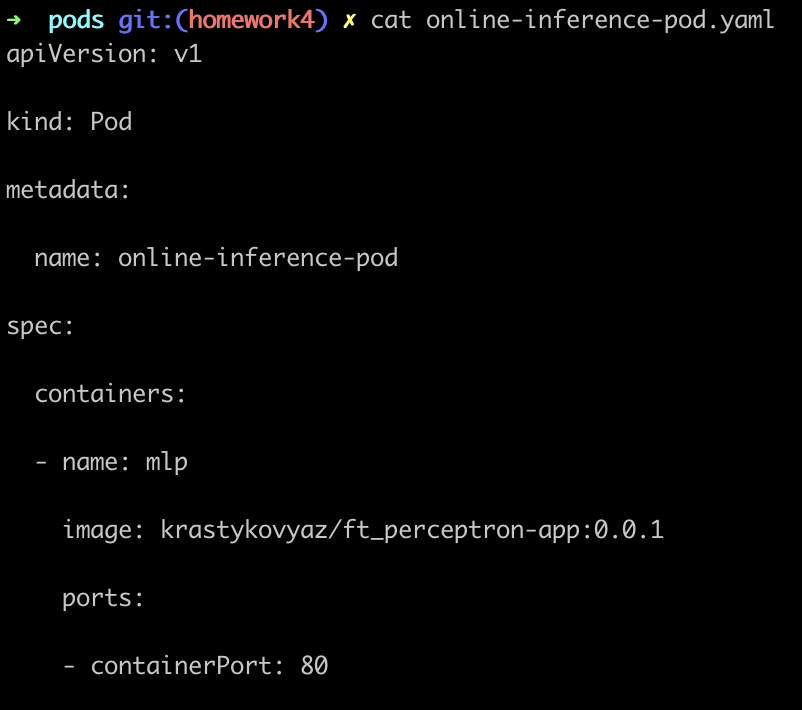 ➜  pods git:(homework4) ✗ cat online-inference-pod.yaml
apiVersion: v1
kind: Pod
metadata:
  name: online-inference-pod
spec:
  containers:
  - name: mlp
    image: krastykovyaz/ft_perceptron-app:0.0.1
    ports:
    - containerPort: 80